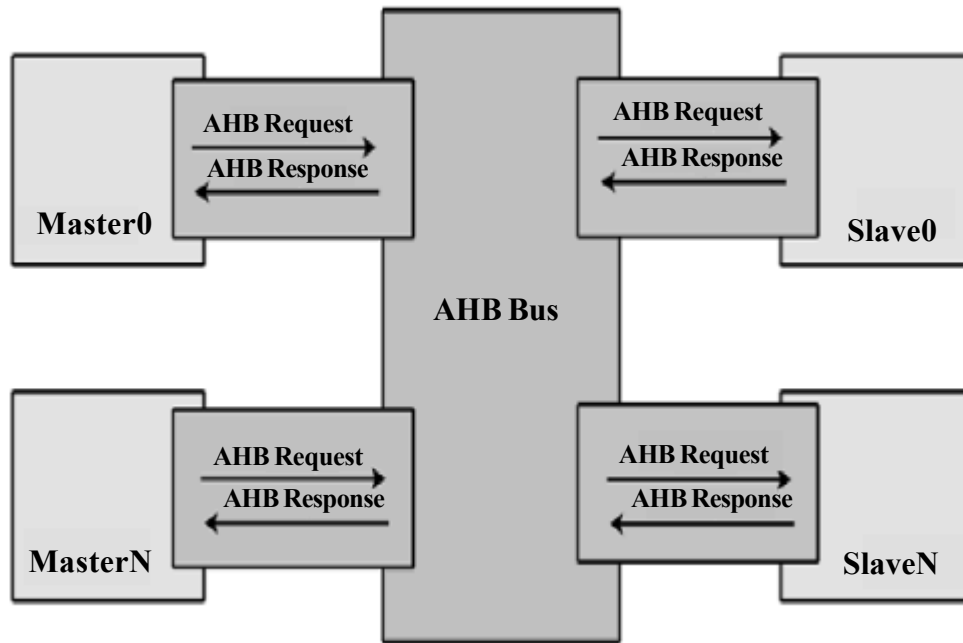 AHB Request
AHB Response
Master0
AHB Request
AHB Response
Slave0
AHB Bus
AHB Request
AHB Response
MasterN
AHB Request
AHB Response
SlaveN